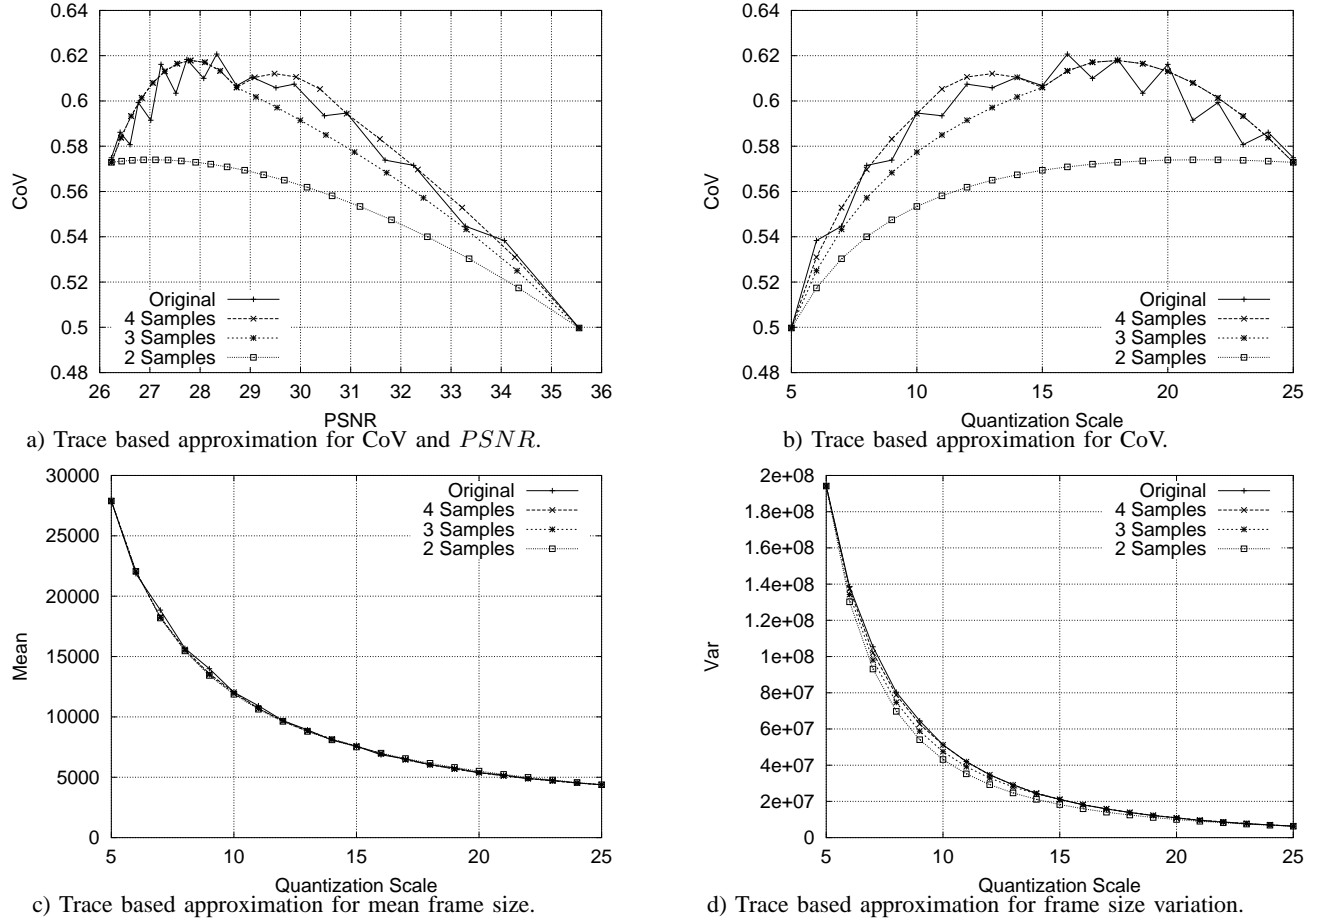 0.64
0.62
0.6
0.58
0.56
0.54
0.52
0.5
0.48
CoV
Original
4 Samples
3 Samples
2 Samples
26 27 28 29 30 31 32 33 34 35 36
PSNR
a) Trace based approximation for CoV and PSNR.
0.64
0.62
0.6
0.58
0.56
0.54
0.52
0.5
0.48
CoV
Original
4 Samples
3 Samples
2 Samples
5 10 15 20 25
Quantization Scale
b) Trace based approximation for CoV.
30000
25000
20000
15000
10000
5000
0
Mean
Original
4 Samples
3 Samples
2 Samples
5 10 15 20 25
Quantization Scale
c) Trace based approximation for mean frame size.
2e+08
1.8e+08
1.6e+08
1.4e+08
1.2e+08
1e+08
8e+07
6e+07
4e+07
2e+07
0
Var
Original
4 Samples
3 Samples
2 Samples
5 10 15 20 25
Quantization Scale
d) Trace based approximation for frame size variation.